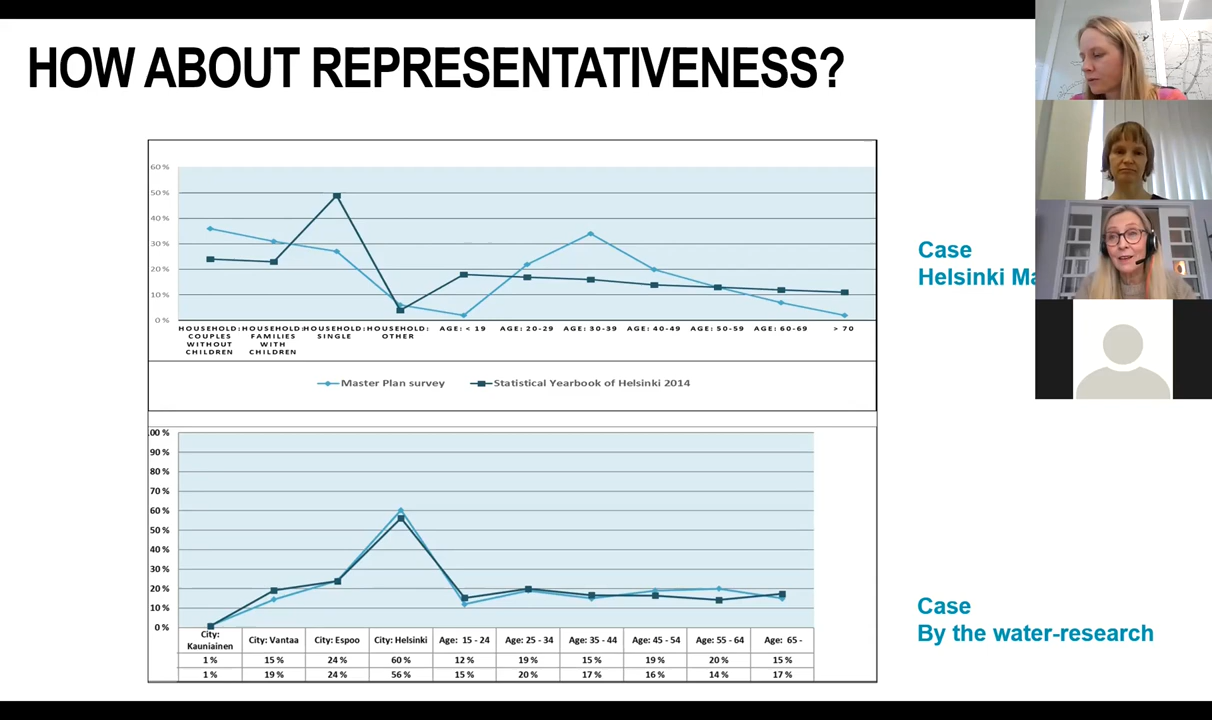 HOW ABOUT REPRESENTATIVENESS?
60 %
50 %
40 %
30 %
20 %
10 %
0 %
HOUSEHOLD: COUPLES WITHOUT CHILDREN
HOUSEHOLD: FAMILIES WITH CHILDREN
HOUSEHOLD: SINGLE
HOUSEHOLD: OTHER
AGE: < 19
AGE: 20-29
AGE: 30-39
AGE: 40-49
AGE: 50-59
AGE: 60-69
> 70
Master Plan survey
Statistical Yearbook of Helsinki 2014
Case
Helsinki Ma
00 %
90 %
80 %
70 %
60 %
50 %
40 %
30 %
20 %
10 %
0 %
City: Kauniainen
City: Vantaa
City: Espoo
City: Helsinki
Age: 15 - 24
Age: 25 - 34
Age: 35 - 44
Age: 45 - 54
Age: 55 - 64
Age: 65 -
1 % 15 % 24 % 60 % 12 % 19 % 15 % 19 % 20 % 15 %
1 % 19 % 24 % 56 % 15 % 20 % 17 % 16 % 14 % 17 %
Case
By the water-research